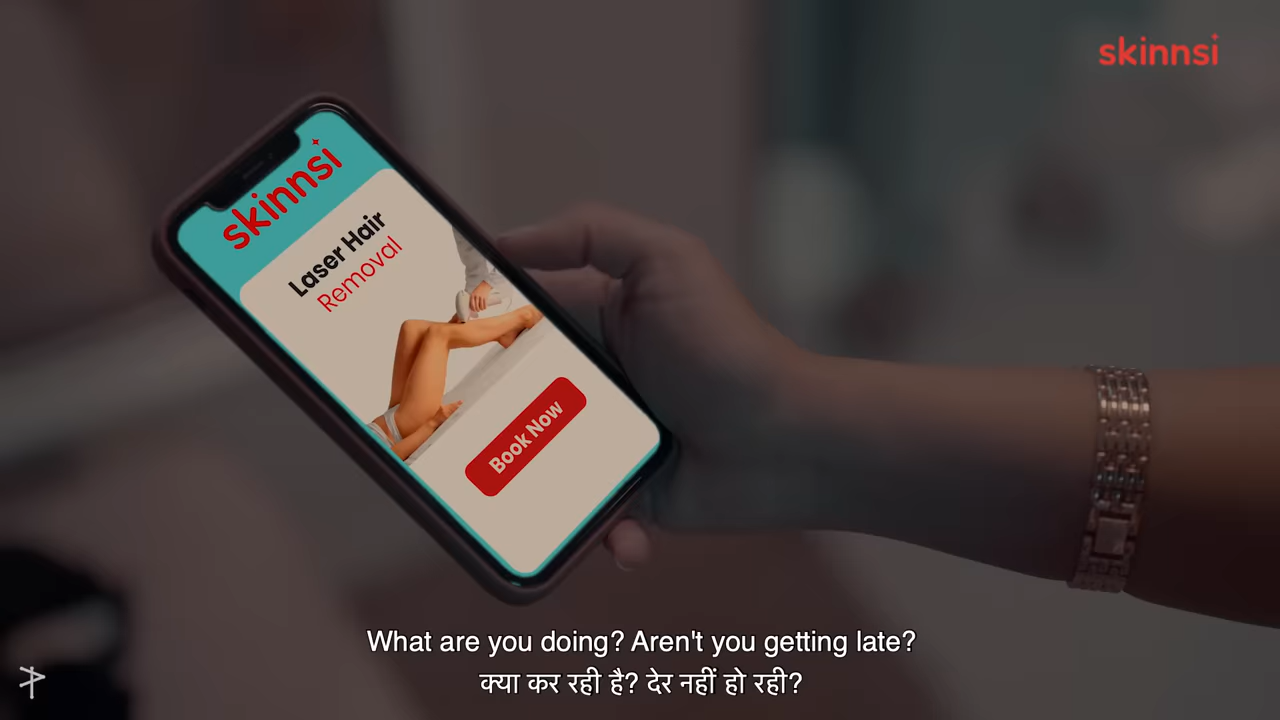 skinnsi
skinnsi
Laser Hair
Removal
Book Now
What are you doing? Aren't you getting late?
क्या कर रही है? देर नहीं हो रही?